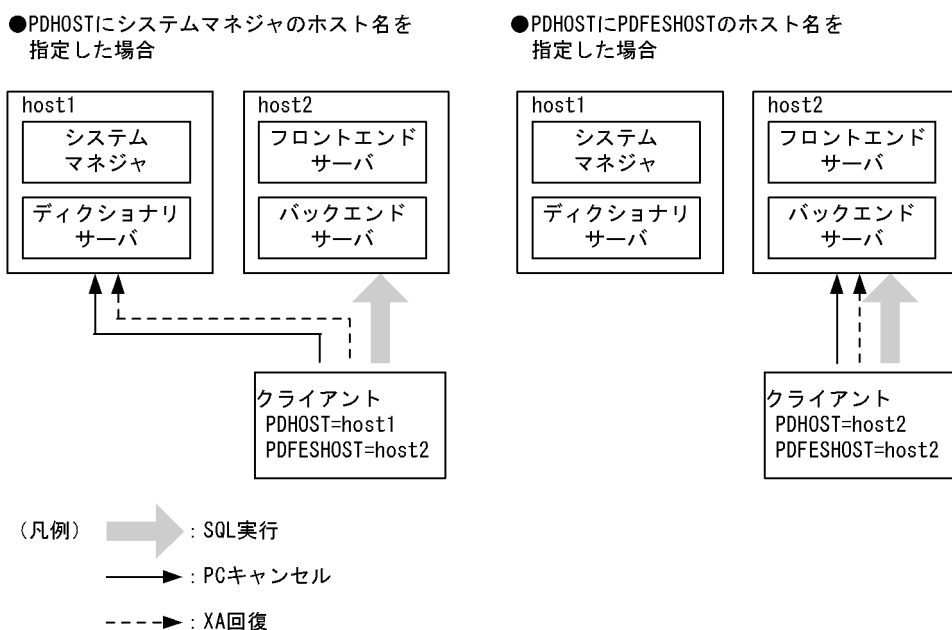 ●PDHOSTにシステムマネジャのホスト名を
指定した場合
host1
システム
マネジャ
ディクショナリ
サーバ
host2
フロントエンド
サーバ
バックエンド
サーバ
クライアント
PDHOST=host1
PDFESHOST=host2
●PDHOSTにPDFESHOSTのホスト名を
指定した場合
host1
システム
マネジャ
ディクショナリ
サーバ
host2
フロントエンド
サーバ
バックエンド
サーバ
クライアント
PDHOST=host2
PDFESHOST=host2
(凡例)
:SQL実行
:PCキャンセル
:XA回復